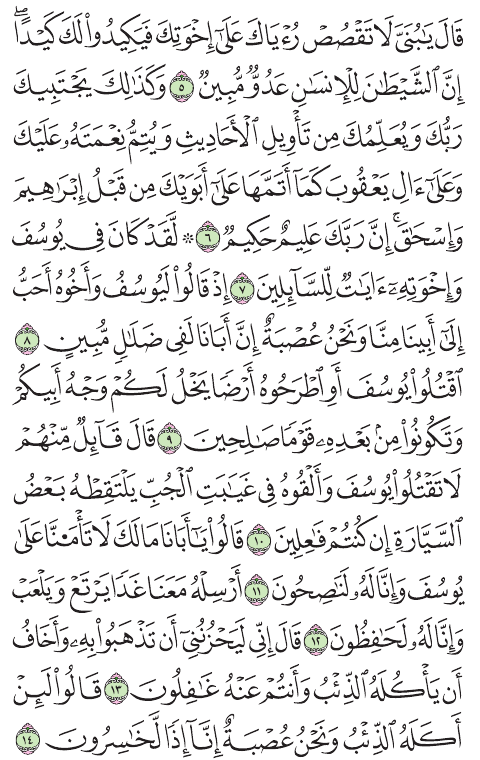 قَالَ يَٰبُنَيَّ لَا تَقۡصُصۡ رُءۡيَاكَ عَلَىٰٓ إِخۡوَتِكَ فَيَكِيدُواْ لَكَ كَيۡدًاۖ
إِنَّ ٱلشَّيۡطَٰنَ لِلۡإِنسَٰنِ عَدُوّٞ مُّبِينٞ ٥ وَكَذَٰلِكَ يَجۡتَبِيكَ
رَبُّكَ وَيُعَلِّمُكَ مِن تَأۡوِيلِ ٱلۡأَحَادِيثِ وَيُتِمُّ نِعۡمَتَهُۥ عَلَيۡكَ
وَعَلَىٰٓ ءَالِ يَعۡقُوبَ كَمَآ أَتَمَّهَا عَلَىٰٓ أَبَوَيۡكَ مِن قَبۡلُ إِبۡرَٰهِيمَ
وَإِسۡحَٰقَۚ إِنَّ رَبَّكَ عَلِيمٌ حَكِيمٞ ٦ ۞ لَّقَدۡ كَانَ فِي يُوسُفَ
وَإِخۡوَتِهِۦٓ ءَايَٰتٞ لِّلسَّآئِلِينَ ٧ إِذۡ قَالُواْ لَيُوسُفُ وَأَخُوهُ أَحَبُّ
إِلَىٰٓ أَبِينَا مِنَّا وَنَحۡنُ عُصۡبَةٌ إِنَّ أَبَانَا لَفِي ضَلَٰلٖ مُّبِينٍ ٨
ٱقۡتُلُواْ يُوسُفَ أَوِ ٱطۡرَحُوهُ أَرۡضٗا يَخۡلُ لَكُمۡ وَجۡهُ أَبِيكُمۡ
وَتَكُونُواْ مِنۢ بَعۡدِهِۦ قَوۡمٗا صَٰلِحِينَ ٩ قَالَ قَآئِلٞ مِّنۡهُمۡ
لَا تَقۡتُلُواْ يُوسُفَ وَأَلۡقُوهُ فِي غَيَٰبَتِ ٱلۡجُبِّ يَلۡتَقِطۡهُ بَعۡضُ
ٱلسَّيَّارَةِ إِن كُنتُمۡ فَٰعِلِينَ ١٠ قَالُواْ يَٰٓأَبَانَا مَا لَكَ لَا تَأۡمَ۬نَّا عَلَىٰ
يُوسُفَ وَإِنَّا لَهُۥ لَنَٰصِحُونَ ١١ أَرۡسِلۡهُ مَعَنَا غَدٗا يَرۡتَعۡ وَيَلۡعَبۡ
وَإِنَّا لَهُۥ لَحَٰفِظُونَ ١٢ قَالَ إِنِّي لَيَحۡزُنُنِيٓ أَن تَذۡهَبُواْ بِهِۦ وَأَخَافُ
أَن يَأۡكُلَهُ ٱلذِّئۡبُ وَأَنتُمۡ عَنۡهُ غَٰفِلُونَ ١٣ قَالُواْ لَئِنۡ
أَكَلَهُ ٱلذِّئۡبُ وَنَحۡنُ عُصۡبَةٌ إِنَّآ إِذٗا لَّخَٰسِرُونَ ١٤